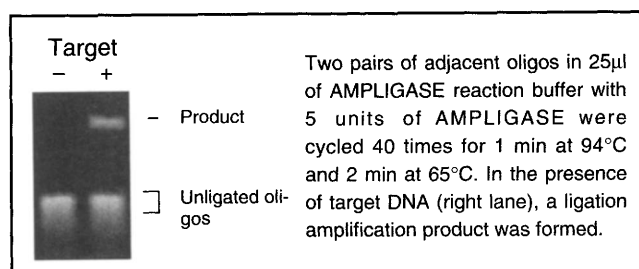 Target
– +
– Product
Unligated oli-
gos
Two pairs of adjacent oligos in 25µl
of AMPLIGASE reaction buffer with
5 units of AMPLIGASE were
cycled 40 times for 1 min at 94°C
and 2 min at 65°C. In the presence
of target DNA (right lane), a ligation
amplification product was formed.